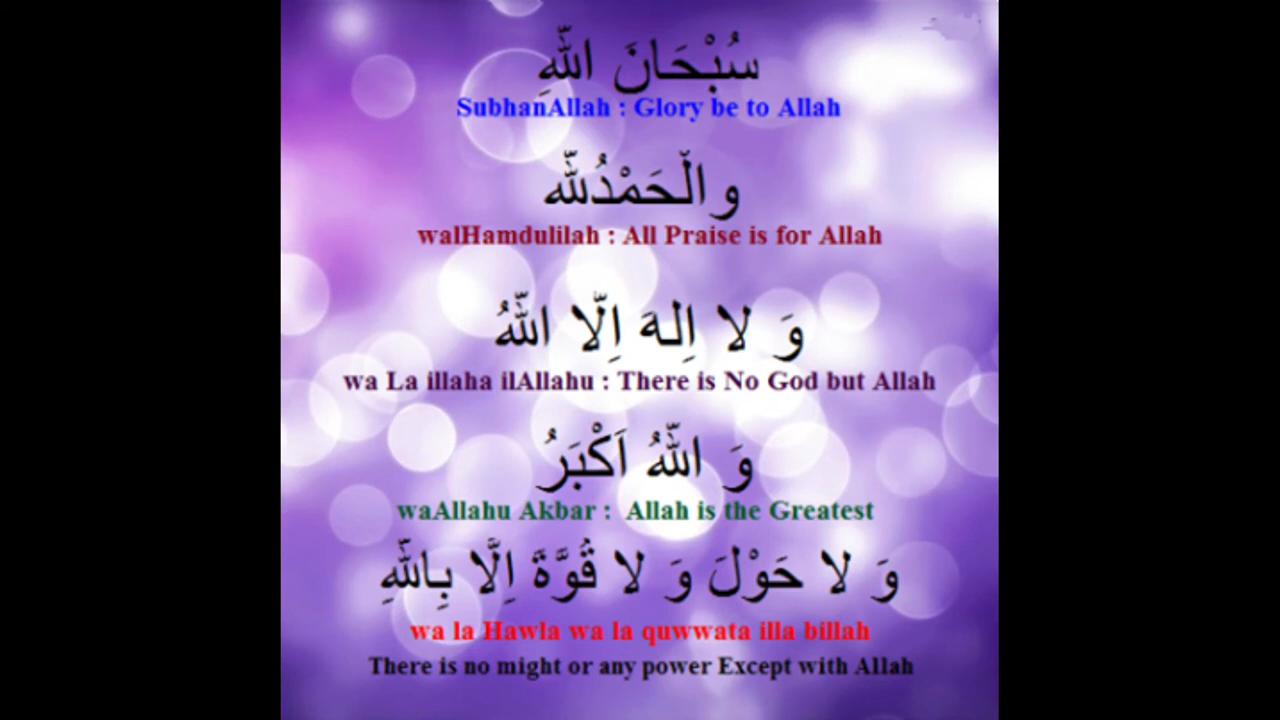 سُبْحَانَ اللّٰهِ
SubhanAllah : Glory be to Allah
والْحَمْدُللّٰه
walHamdulilah : All Praise is for Allah
وَ لا اِلهَ اِلَّا اللّٰهُ
wa La illaha ilAllahu : There is No God but Allah
وَ اللّٰهُ اَكْبَرُ
waAllahu Akbar : Allah is the Greatest
وَ لا حَوْلَ وَ لا قُوَّةَ اِلَّا بِاللّٰهِ
wa la Hawla wa la quwwata illa billah
There is no might or any power Except with Allah